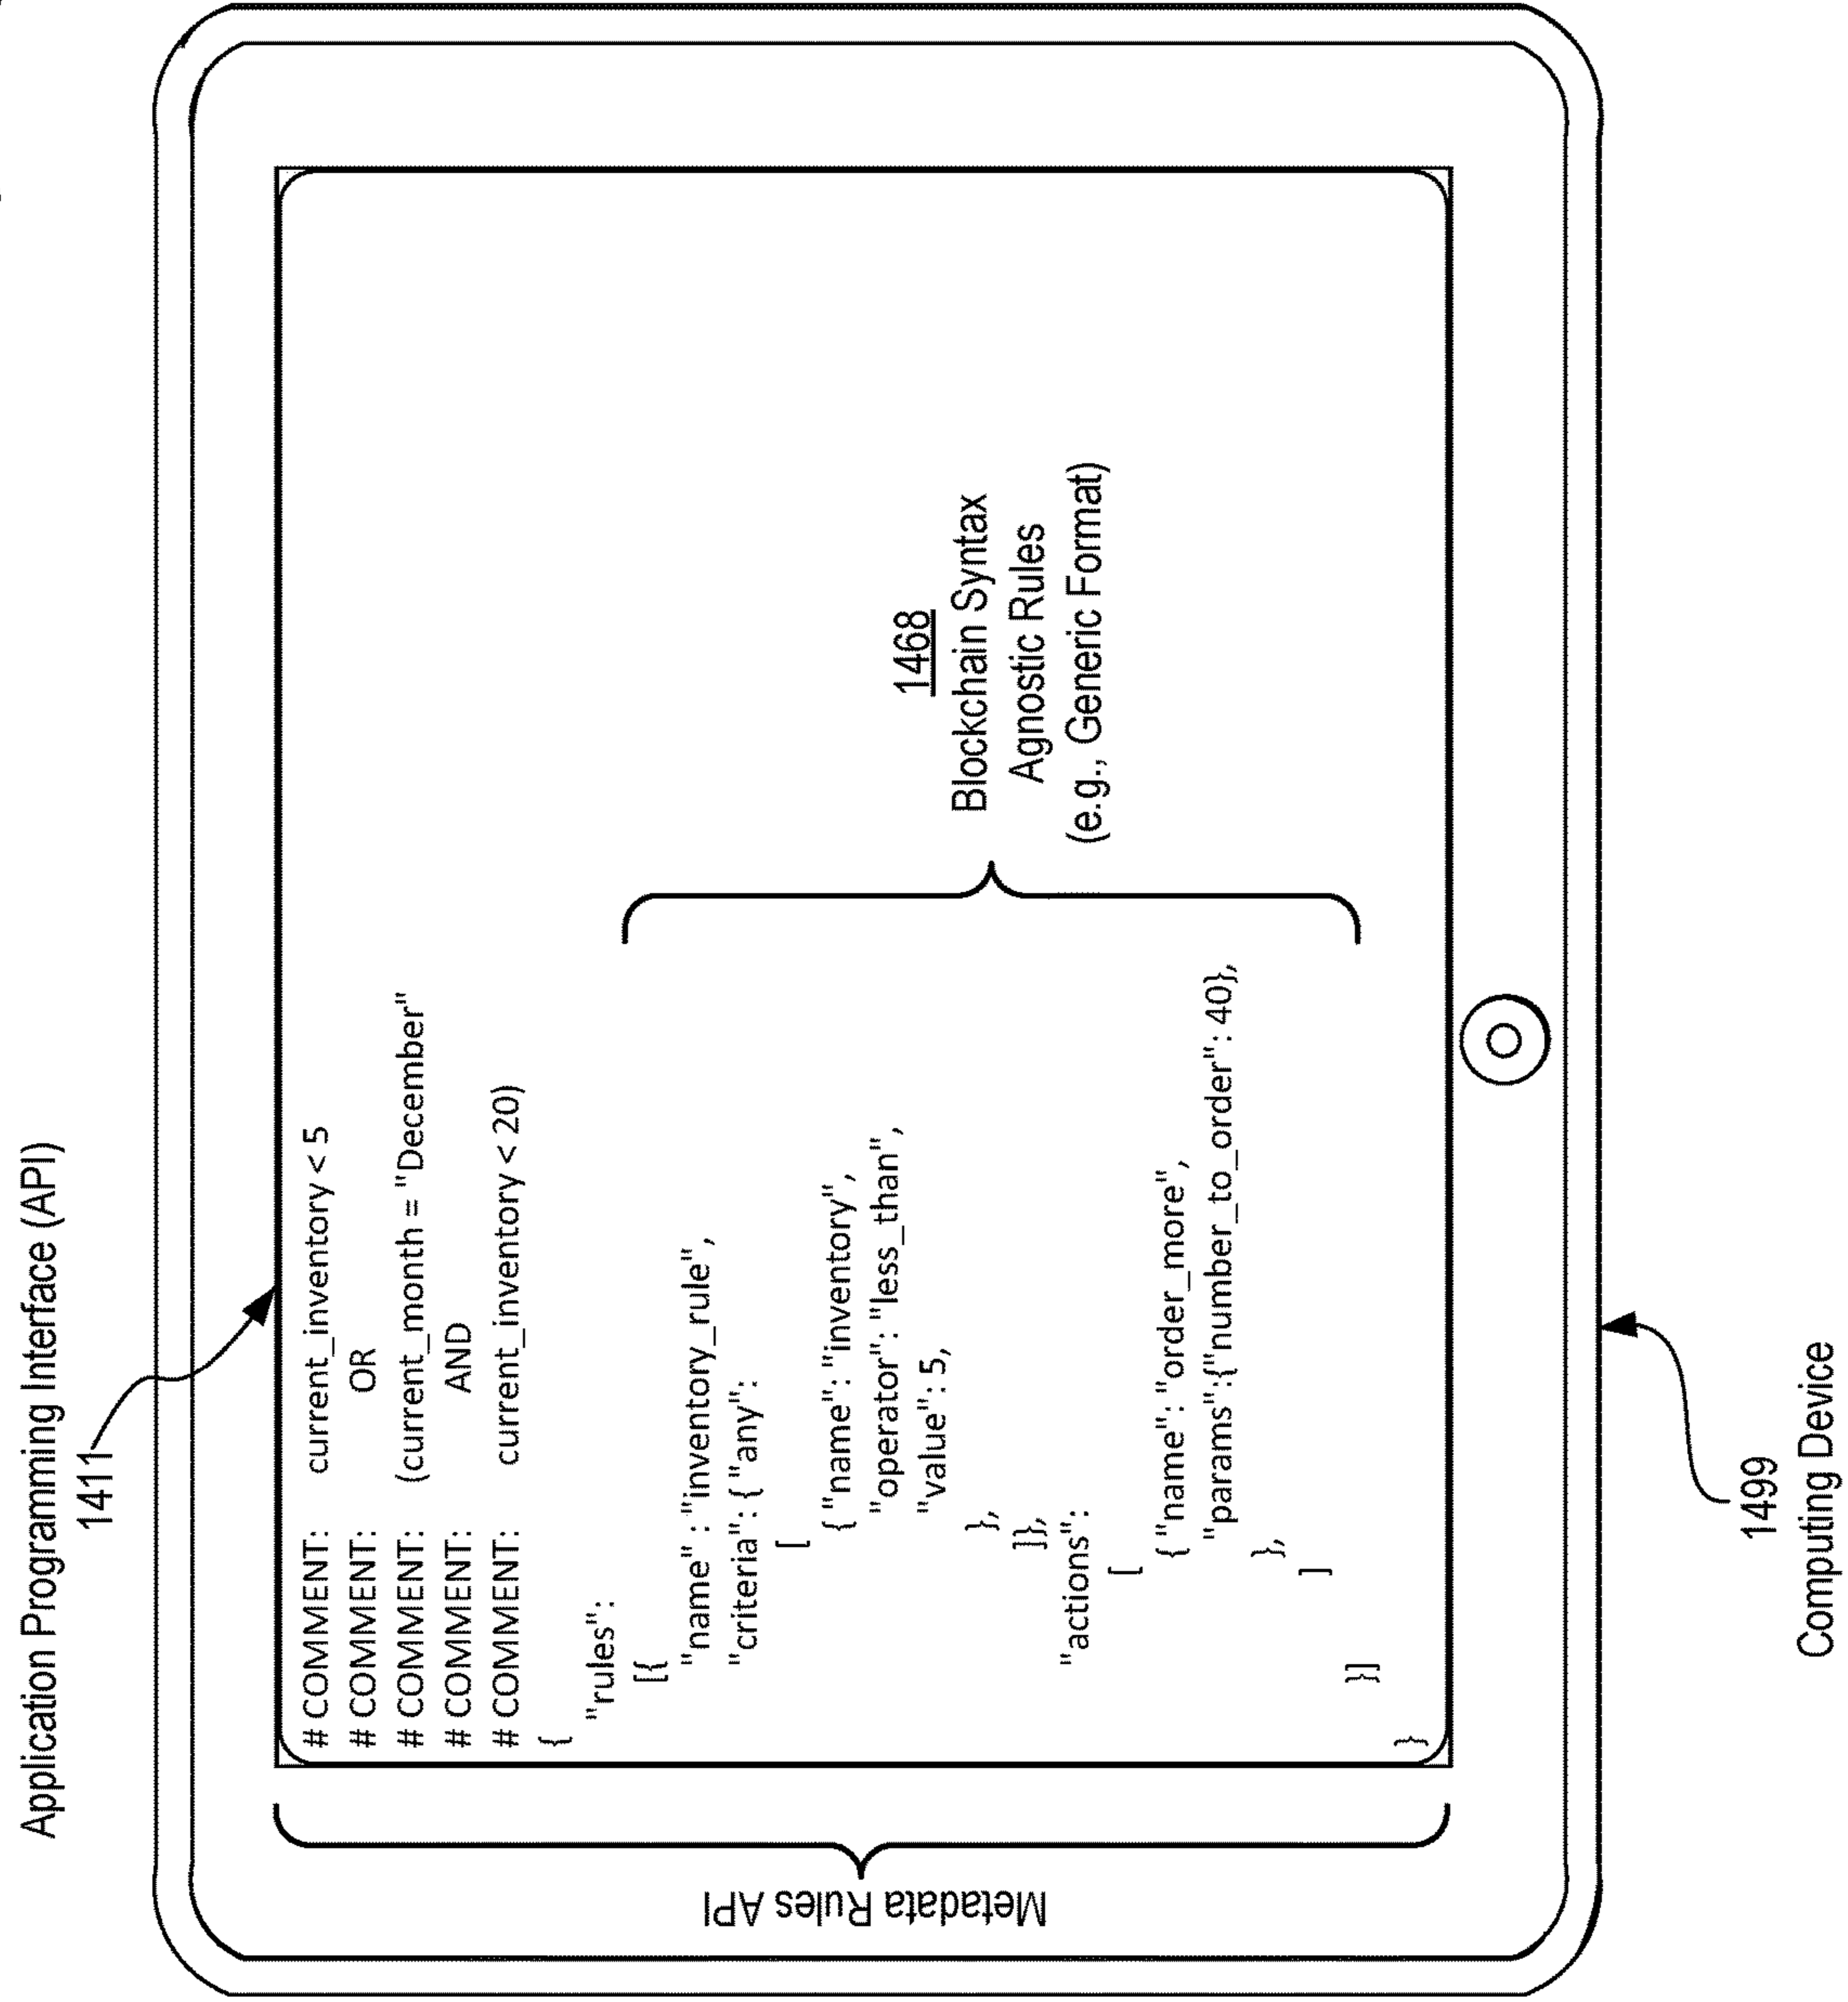 Application Programming Interface (API)
1411
Metadata Rules API
# COMMENT: current_inventory < 5
# COMMENT: OR
# COMMENT: (current_month = "December"
# COMMENT: AND
# COMMENT: current_inventory < 20)
{
"rules":
[{
"name" : "inventory_rule",
"criteria": { "any":
[
{ "name": "inventory",
"operator": "less_than",
"value": 5,
},
]},
"actions":
[
{ "name": "order_more",
"params":{"number_to_order": 40},
},
]
}]
}
1468
Blockchain Syntax
Agnostic Rules
(e.g., Generic Format)
1499
Computing Device